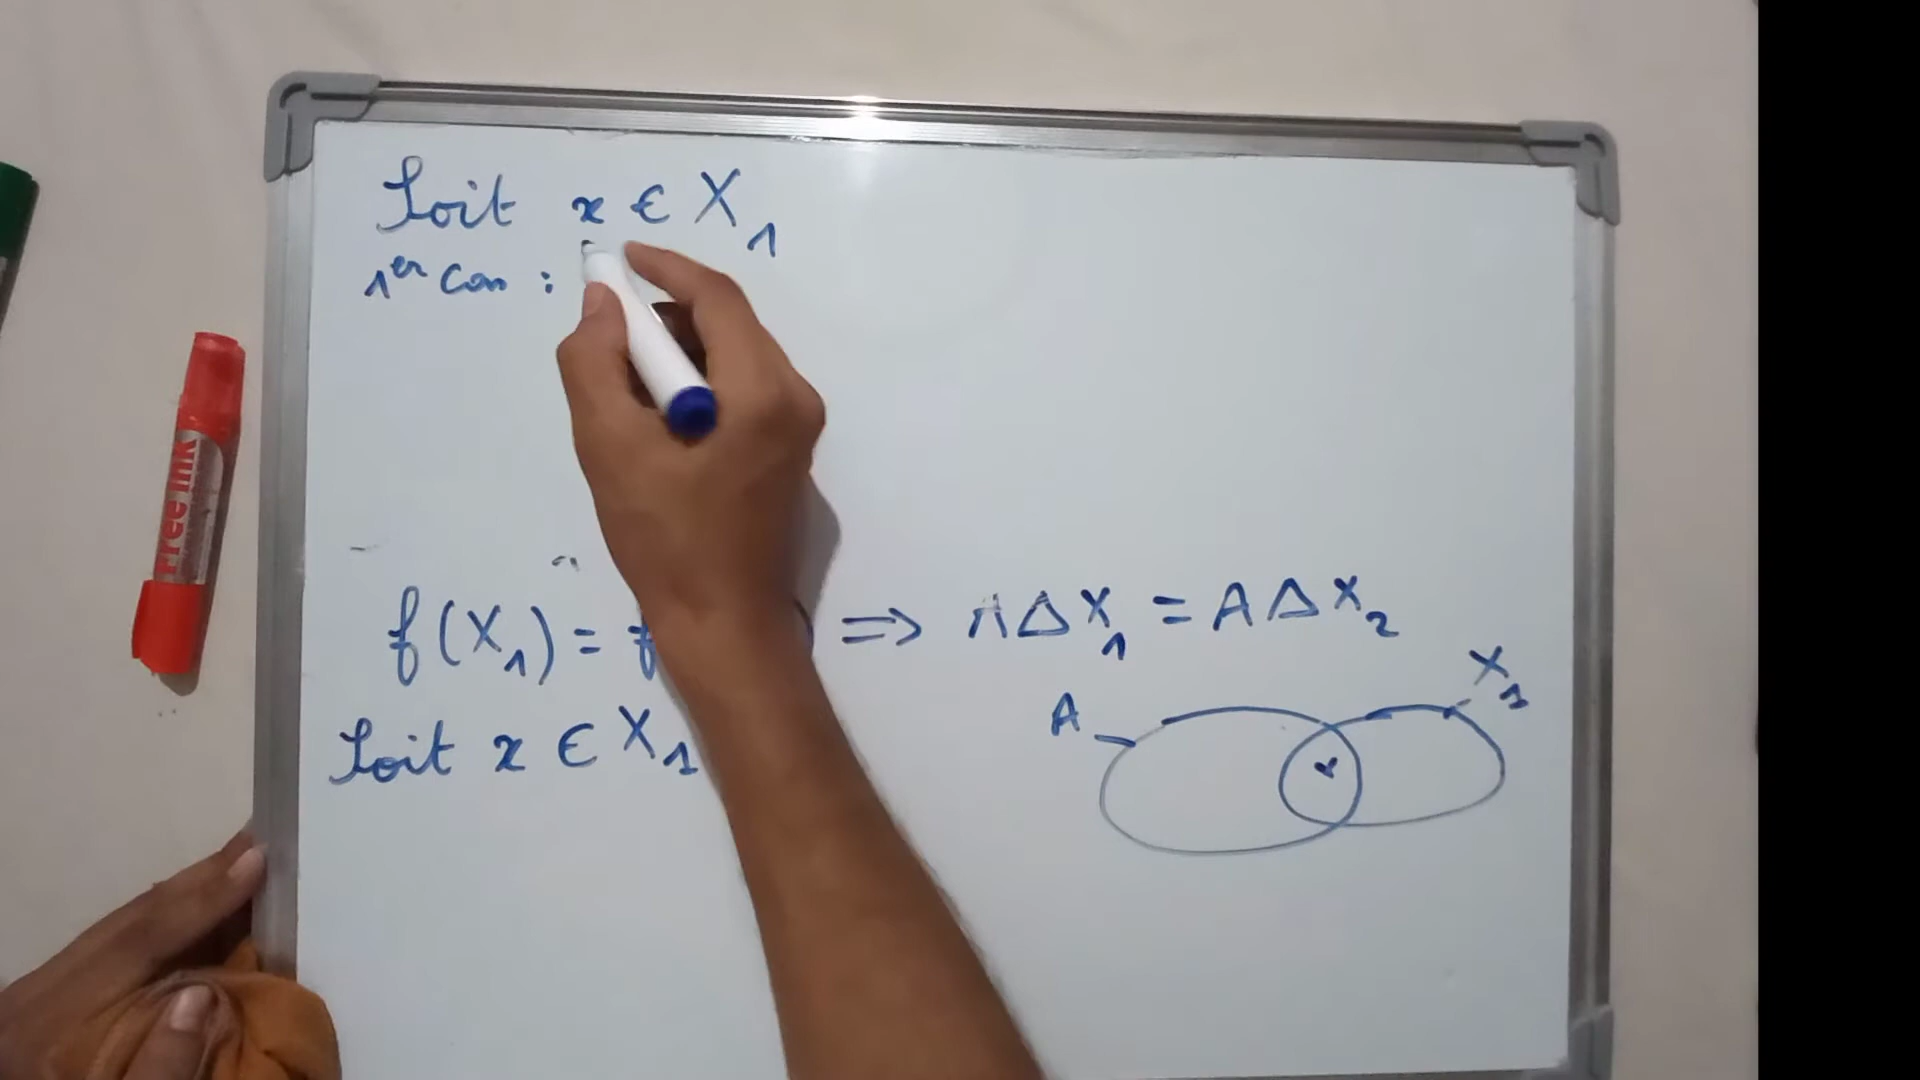 Soit x ∈ X₁
1er Cas :
f(X₁) = f ) ⟹ A Δ X₁ = A Δ X₂
Soit x ∈ X₁
A
X₁
Free ink